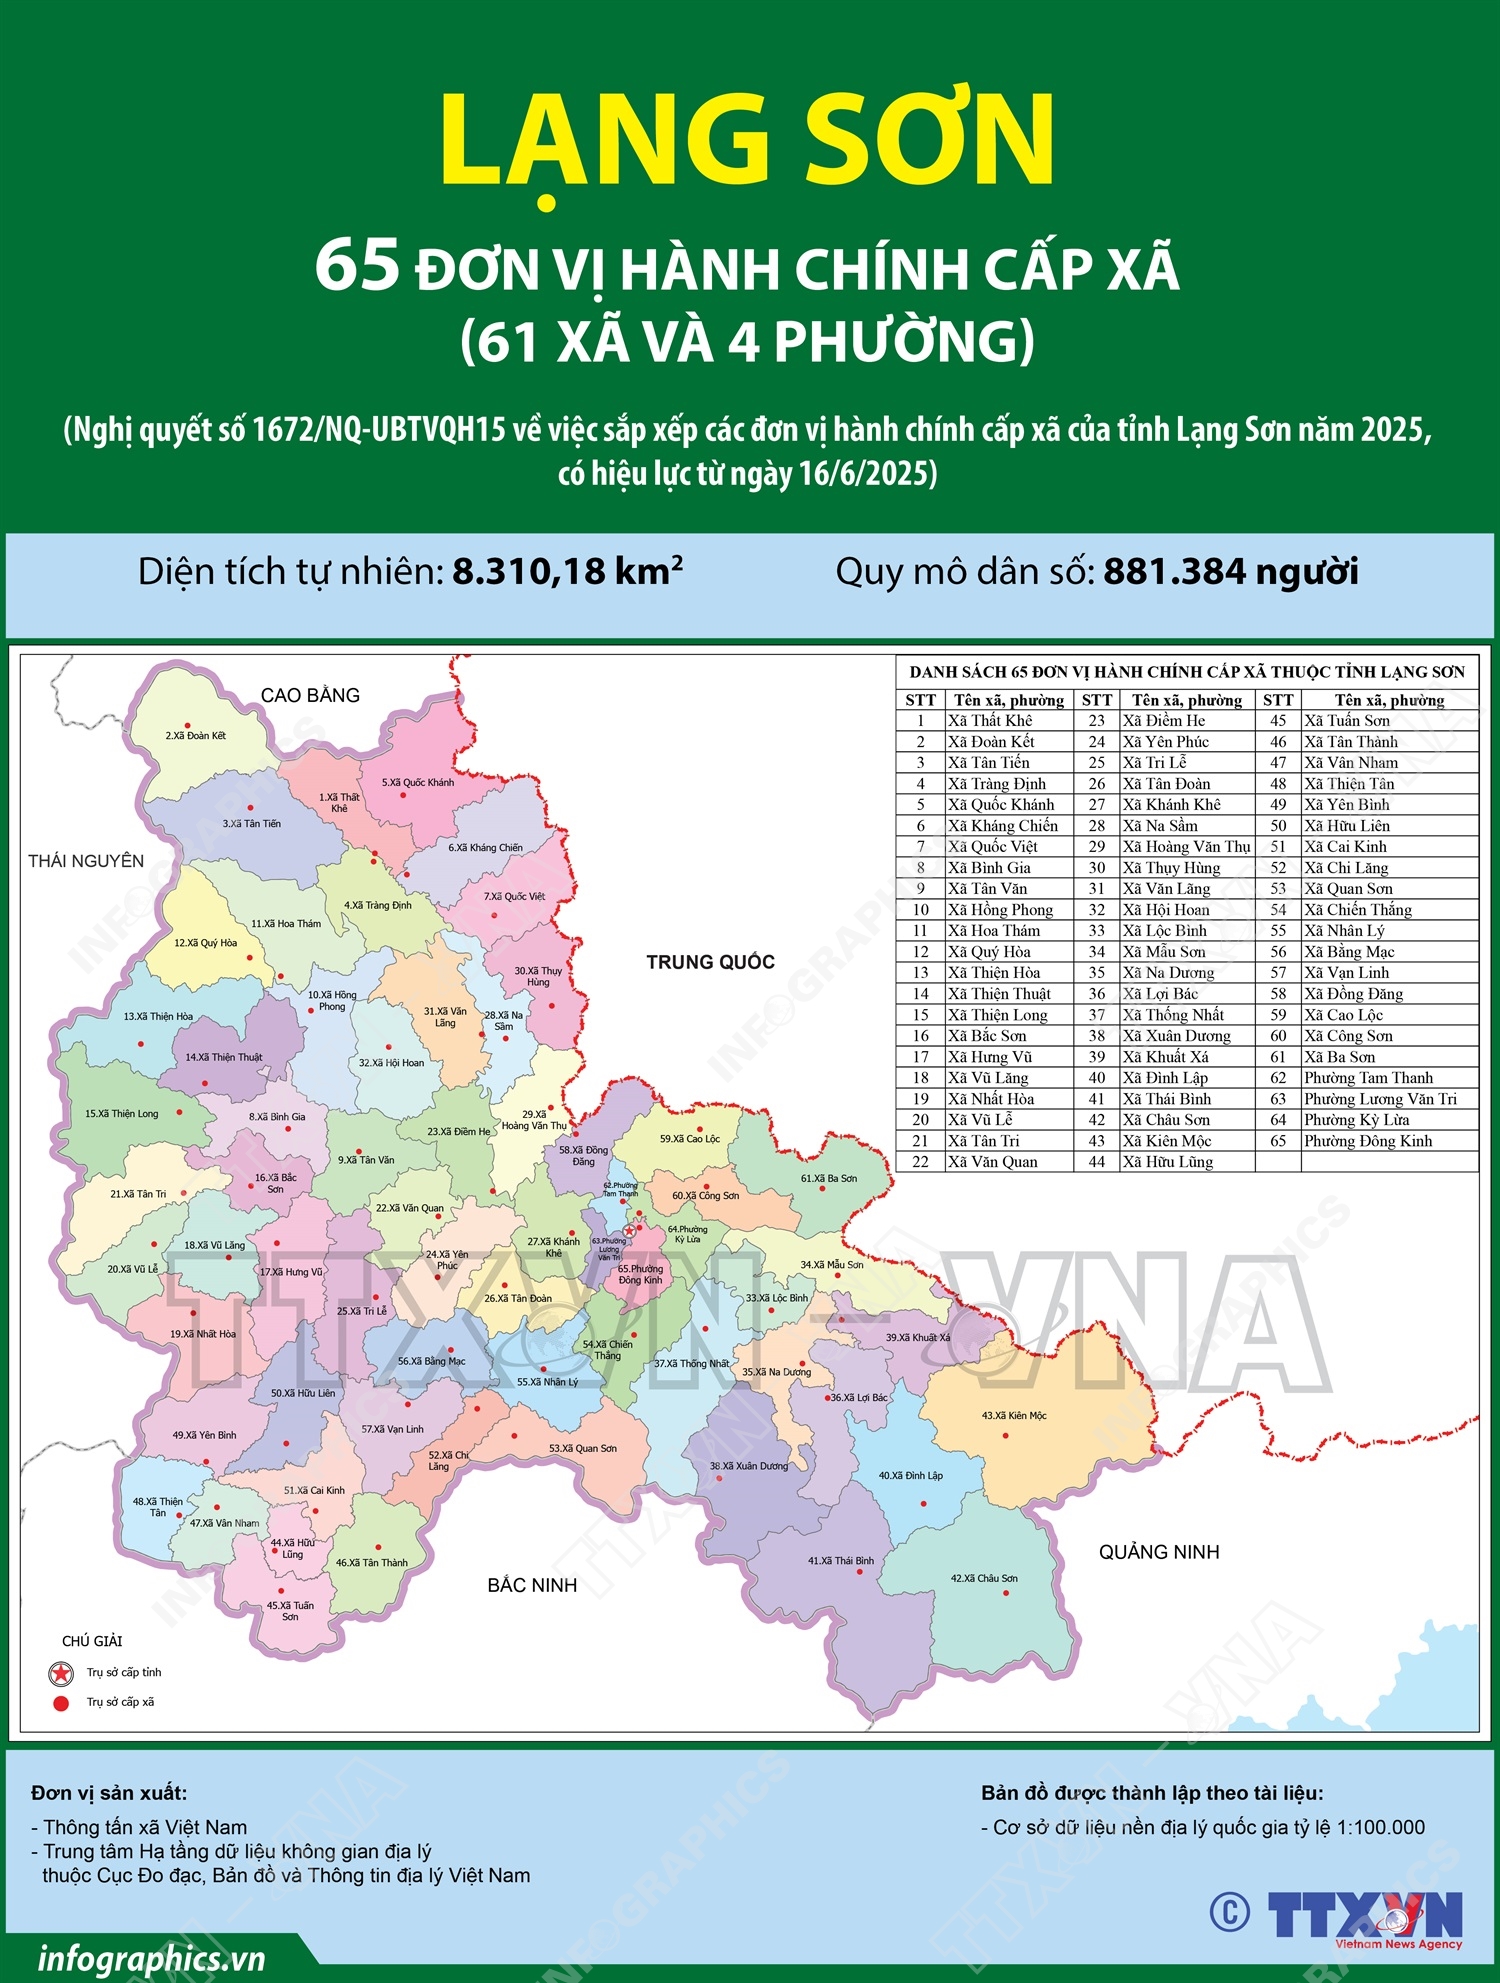 LẠNG SƠN
65 ĐƠN VỊ HÀNH CHÍNH CẤP XÃ
(61 XÃ VÀ 4 PHƯỜNG)
(Nghị quyết số 1672/NQ-UBTVQH15 về việc sắp xếp các đơn vị hành chính cấp xã của tỉnh Lạng Sơn năm 2025,
có hiệu lực từ ngày 16/6/2025)
Diện tích tự nhiên: 8.310,18 km²
Quy mô dân số: 881.384 người
DANH SÁCH 65 ĐƠN VỊ HÀNH CHÍNH CẤP XÃ THUỘC TỈNH LẠNG SƠN
STT Tên xã, phường STT Tên xã, phường STT Tên xã, phường
1 Xã Thất Khê 23 Xã Điềm He 45 Xã Tuấn Sơn
2 Xã Đoàn Kết 24 Xã Yên Phúc 46 Xã Tân Thành
3 Xã Tân Tiến 25 Xã Tri Lễ 47 Xã Vân Nham
4 Xã Tràng Định 26 Xã Tân Đoàn 48 Xã Thiện Tân
5 Xã Quốc Khánh 27 Xã Khánh Khê 49 Xã Yên Bình
6 Xã Kháng Chiến 28 Xã Na Sầm 50 Xã Hữu Liên
7 Xã Quốc Việt 29 Xã Hoàng Văn Thụ 51 Xã Cai Kinh
8 Xã Bình Gia 30 Xã Thụy Hùng 52 Xã Chi Lăng
9 Xã Tân Văn 31 Xã Văn Lãng 53 Xã Quan Sơn
10 Xã Hồng Phong 32 Xã Hội Hoan 54 Xã Chiến Thắng
11 Xã Hoa Thám 33 Xã Lộc Bình 55 Xã Nhân Lý
12 Xã Quý Hòa 34 Xã Mẫu Sơn 56 Xã Bằng Mạc
13 Xã Thiện Hòa 35 Xã Na Dương 57 Xã Vạn Linh
14 Xã Thiện Thuật 36 Xã Lợi Bác 58 Xã Đồng Đăng
15 Xã Thiện Long 37 Xã Thống Nhất 59 Xã Cao Lộc
16 Xã Bắc Sơn 38 Xã Xuân Dương 60 Xã Công Sơn
17 Xã Hưng Vũ 39 Xã Khuất Xá 61 Xã Ba Sơn
18 Xã Vũ Lăng 40 Xã Đình Lập 62 Phường Tam Thanh
19 Xã Nhất Hòa 41 Xã Thái Bình 63 Phường Lương Văn Tri
20 Xã Vũ Lễ 42 Xã Châu Sơn 64 Phường Kỳ Lừa
21 Xã Tân Tri 43 Xã Kiên Mộc 65 Phường Đông Kinh
22 Xã Văn Quan 44 Xã Hữu Lũng
CAO BẰNG
2.Xã Đoàn Kết
5.Xã Quốc Khánh
1.Xã Thất
Khê
3.Xã Tân Tiến
6.Xã Kháng Chiến
THÁI NGUYÊN
7.Xã Quốc Việt
4.Xã Tràng Định
11.Xã Hoa Thám
12.Xã Quý Hòa
TRUNG QUỐC
30.Xã Thụy
Hùng
10.Xã Hồng
Phong
31.Xã Văn
Lãng
28.Xã Na
Sầm
13.Xã Thiện Hòa
14.Xã Thiện Thuật
32.Xã Hội Hoan
15.Xã Thiện Long
8.Xã Bình Gia
29.Xã
Hoàng Văn Thụ
23.Xã Điềm He
59.Xã Cao Lộc
58.Xã Đồng
Đăng
9.Xã Tân Văn
16.Xã Bắc
Sơn
61.Xã Ba Sơn
62.Phường
Tam Thanh
21.Xã Tân Tri
60.Xã Công Sơn
22.Xã Văn Quan
64.Phường
Kỳ Lừa
27.Xã Khánh
Khê
63.Phường
Lương
Văn Tri
18.Xã Vũ Lăng
24.Xã Yên
Phúc
20.Xã Vũ Lễ
17.Xã Hưng Vũ
65.Phường
Đông Kinh
34.Xã Mẫu Sơn
26.Xã Tân Đoàn
33.Xã Lộc Bình
25.Xã Tri Lễ
19.Xã Nhất Hòa
39.Xã Khuất Xá
54.Xã Chiến
Thắng
56.Xã Bằng Mạc
37.Xã Thống Nhất
35.Xã Na Dương
55.Xã Nhân Lý
50.Xã Hữu Liên
36.Xã Lợi Bác
43.Xã Kiên Mộc
57.Xã Vạn Linh
49.Xã Yên Bình
53.Xã Quan Sơn
52.Xã Chi
Lăng
38.Xã Xuân Dương
40.Xã Đình Lập
51.Xã Cai Kinh
48.Xã Thiện
Tân
47.Xã Vân Nham
44.Xã Hữu
Lũng
46.Xã Tân Thành
41.Xã Thái Bình
QUẢNG NINH
42.Xã Châu Sơn
BẮC NINH
45.Xã Tuấn
Sơn
CHÚ GIẢI
Trụ sở cấp tỉnh
Trụ sở cấp xã
TTXVN - VNA
Đơn vị sản xuất:
- Thông tấn xã Việt Nam
- Trung tâm Hạ tầng dữ liệu không gian địa lý
thuộc Cục Đo đạc, Bản đồ và Thông tin địa lý Việt Nam
Bản đồ được thành lập theo tài liệu:
- Cơ sở dữ liệu nền địa lý quốc gia tỷ lệ 1:100.000
© TTXVN
Vietnam News Agency
infographics.vn